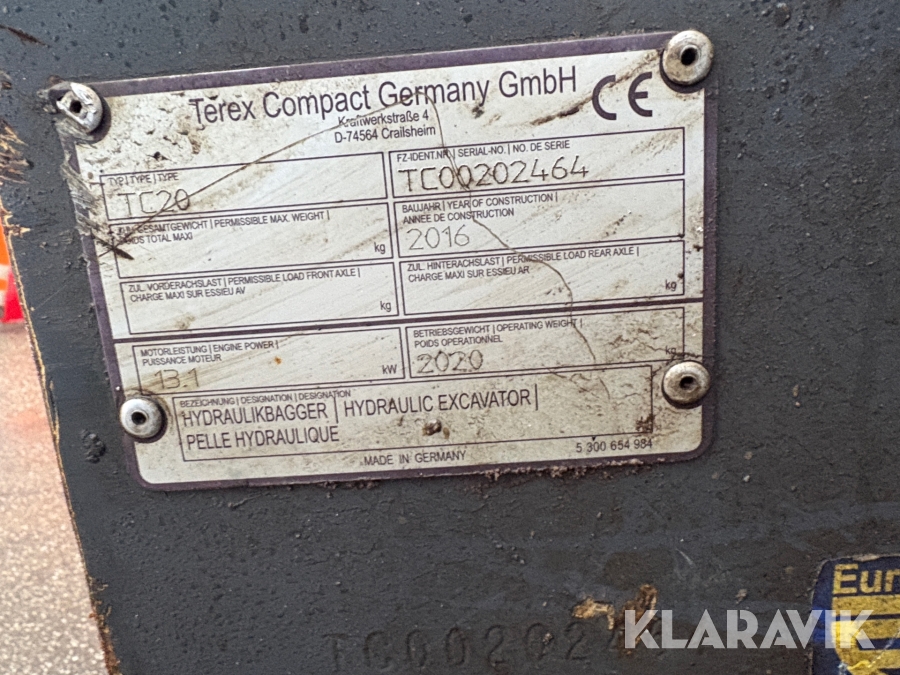 Terex Compact Germany GmbH
CE
Kraftwerkstraße 4
D-74564 Crailsheim
TYP | TYPE | TYPE
TC20
FZ-IDENT.NR. | SERIAL-NO. | NO. DE SERIE
TC00202464
ZUL. GESAMTGEWICHT | PERMISSIBLE MAX. WEIGHT |
POIDS TOTAL MAXI
kg
BAUJAHR | YEAR OF CONSTRUCTION |
ANNÉE DE CONSTRUCTION
2016
ZUL. VORDERACHSLAST | PERMISSIBLE LOAD FRONT AXLE |
CHARGE MAXI SUR ESSIEU AV
kg
ZUL. HINTERACHSLAST | PERMISSIBLE LOAD REAR AXLE |
CHARGE MAXI SUR ESSIEU AR
kg
MOTORLEISTUNG | ENGINE POWER |
PUISSANCE MOTEUR
13.1
kW
BETRIEBSGEWICHT | OPERATING WEIGHT |
POIDS OPERATIONNEL
2020
kg
BEZEICHNUNG | DESIGNATION | DESIGNATION
HYDRAULIKBAGGER | HYDRAULIC EXCAVATOR |
PELLE HYDRAULIQUE
MADE IN GERMANY
5 300 654 984
Eur
TC00202
KLARAVIK